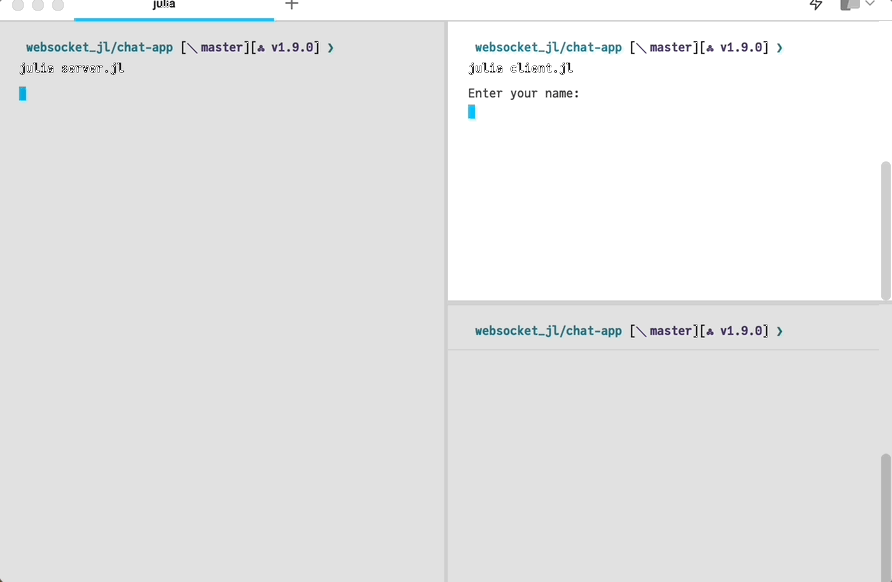 julia
websocket_jl/chat-app [ master][ v1.9.0] ❯
julia server.jl
websocket_jl/chat-app [ master][ v1.9.0] ❯
julia client.jl
Enter your name:
websocket_jl/chat-app [ master][ v1.9.0] ❯